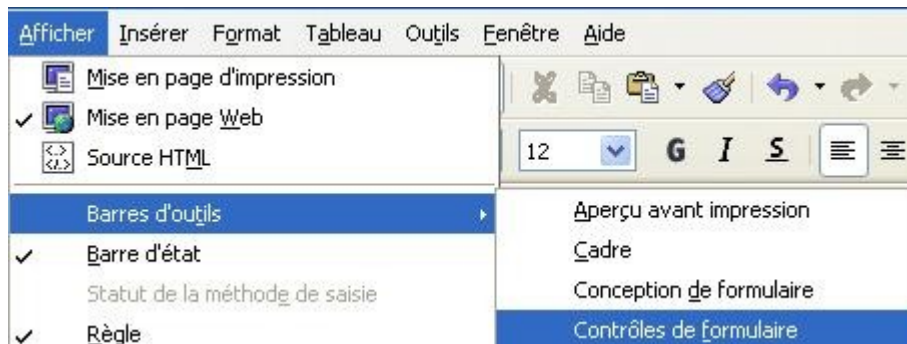 Afficher Insérer Format Tableau Outils Fenêtre Aide
Mise en page d'impression
Mise en page Web
Source HTML
12 G I S
Barres d'outils
Barre d'état
Statut de la méthode de saisie
Règle
Aperçu avant impression
Cadre
Conception de formulaire
Contrôles de formulaire